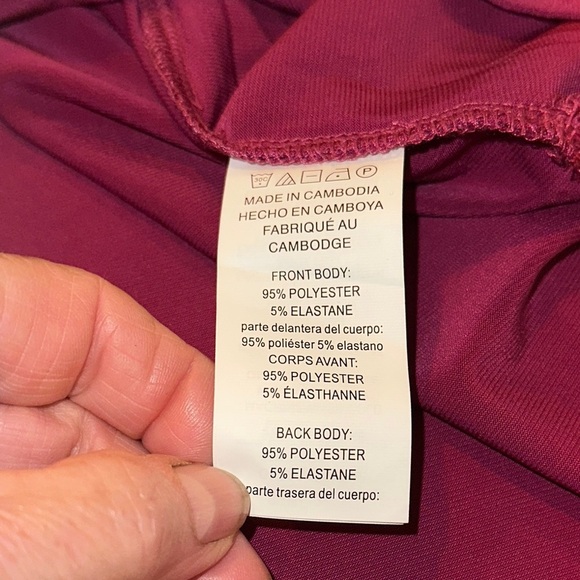 30C P
MADE IN CAMBODIA
HECHO EN CAMBOYA
FABRIQUÉ AU
CAMBODGE
FRONT BODY:
95% POLYESTER
5% ELASTANE
parte delantera del cuerpo:
95% poliéster 5% elastano
CORPS AVANT:
95% POLYESTER
5% ÉLASTHANNE
BACK BODY:
95% POLYESTER
5% ELASTANE
parte trasera del cuerpo: